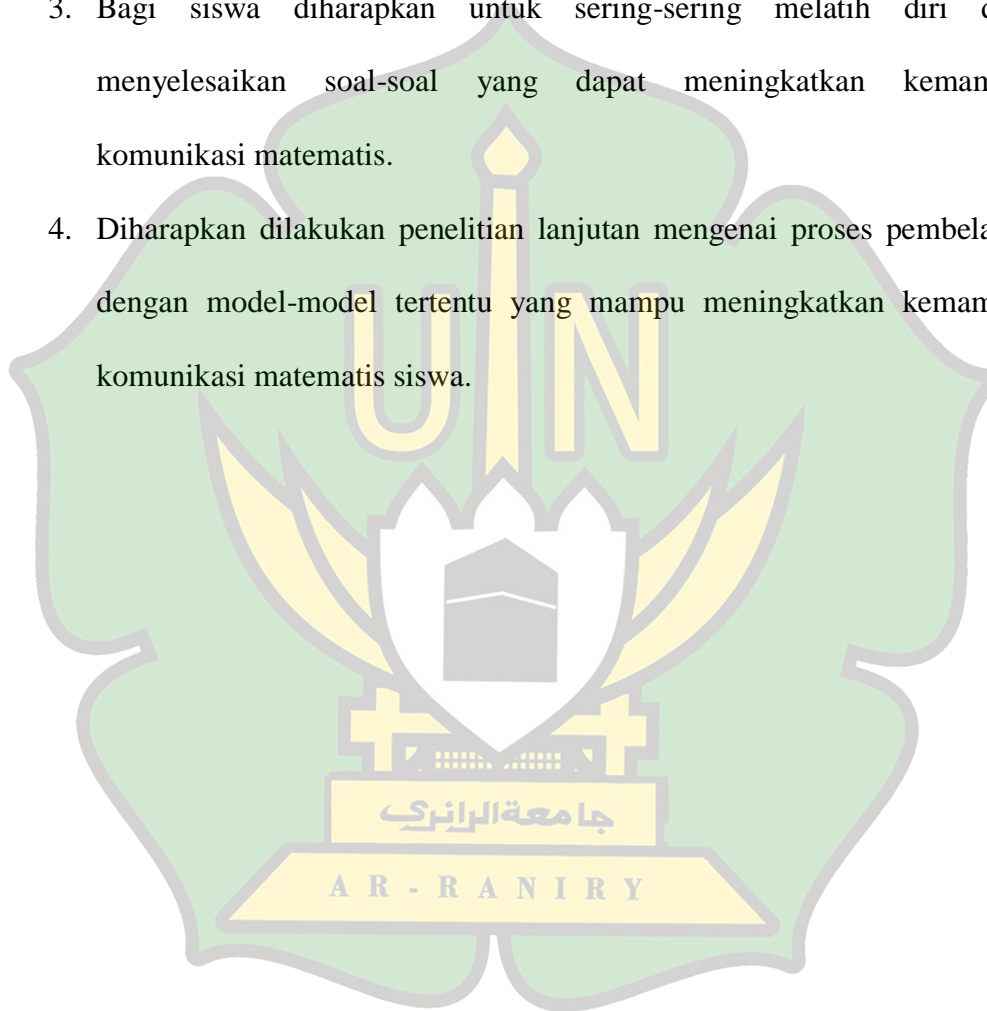 3. Bagi siswa diharapkan untuk sering-sering melatih diri
menyelesaikan soal-soal yang dapat meningkatkan
komunikasi matematis.
4. Diharapkan dilakukan penelitian lanjutan mengenai proses
dengan model-model tertentu yang mampu meningkatkan
komunikasi matematis siswa.
UIN
جامعة الرانري
AR-RANIRY